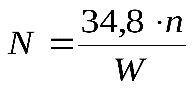 N = 34,8 · n / W